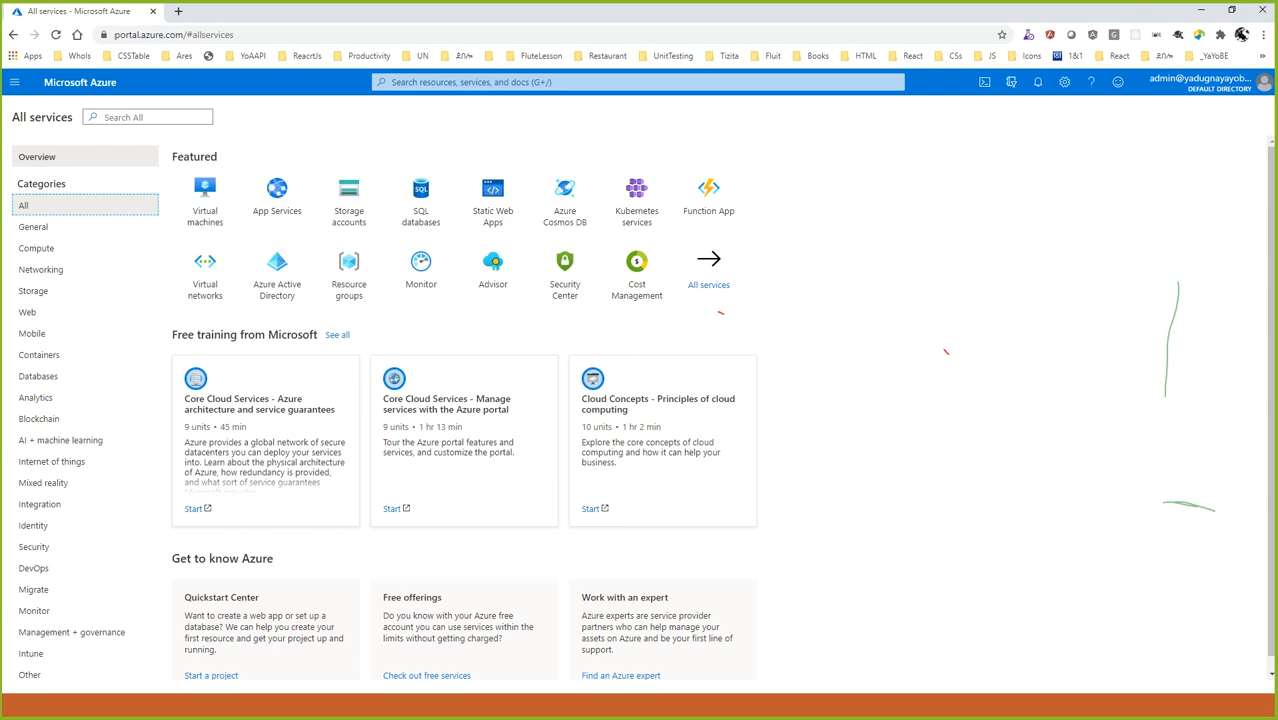 All services - Microsoft Azure
portal.azure.com/#allservices
Apps WhoIs CSSTable Ares YoAAPI ReactrUs Productivity UN ደሶሎ FluteLesson Restaurant UnitTesting Tizita Fluit Books HTML React CSs JS Icons 1&1 React ደሶሎ _YaYoBE
Microsoft Azure
Search resources, services, and docs (G+/)
admin@yadugnayayob...
DEFAULT DIRECTORY
All services
Search All
Overview
Categories
All
General
Compute
Networking
Storage
Web
Mobile
Containers
Databases
Analytics
Blockchain
AI + machine learning
Internet of things
Mixed reality
Integration
Identity
Security
DevOps
Migrate
Monitor
Management + governance
Intune
Other
Featured
Virtual
machines
App Services
Storage
accounts
SQL
databases
Static Web
Apps
Azure
Cosmos DB
Kubernetes
services
Function App
Virtual
networks
Azure Active
Directory
Resource
groups
Monitor
Advisor
Security
Center
Cost
Management
All services
Free training from Microsoft See all
Core Cloud Services - Azure
architecture and service guarantees
9 units • 45 min
Azure provides a global network of secure
datacenters you can deploy your services
into. Learn about the physical architecture
of Azure, how redundancy is provided,
and what sort of service guarantees
Start
Core Cloud Services - Manage
services with the Azure portal
9 units • 1 hr 13 min
Tour the Azure portal features and
services, and customize the portal.
Start
Cloud Concepts - Principles of cloud
computing
10 units • 1 hr 2 min
Explore the core concepts of cloud
computing and how it can help your
business.
Start
Get to know Azure
Quickstart Center
Want to create a web app or set up a
database? We can help you create your
first resource and get your project up and
running.
Start a project
Free offerings
Do you know with your Azure free
account you can use services within the
limits without getting charged?
Check out free services
Work with an expert
Azure experts are service provider
partners who can help manage your
assets on Azure and be your first line of
support.
Find an Azure expert